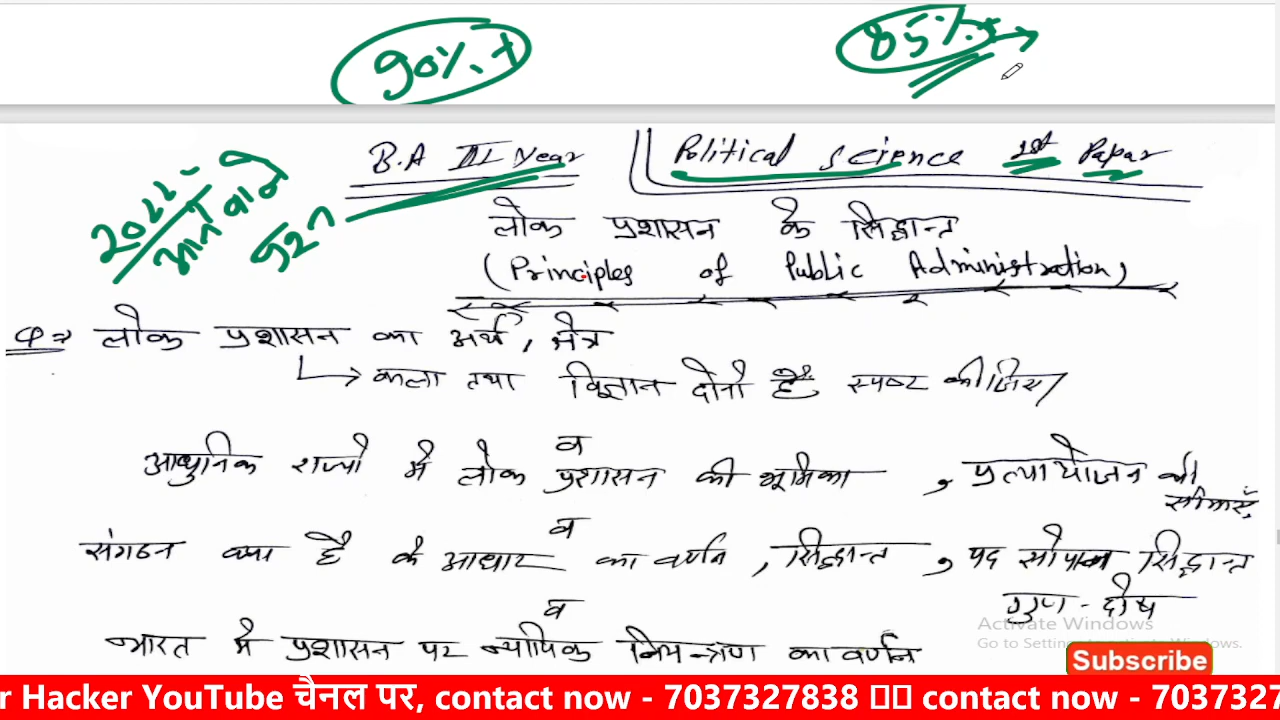 90%.+ 85%.+
B.A III Year Political Science 1st Papar
2022 में आने वाले प्रश्न
लोक प्रशासन के सिद्धान्त
(Principles of Public Administration)
Q⇒ लोक प्रशासन का अर्थ, क्षेत्र
↳ कला तथा विज्ञान दोनो है स्पष्ट कीजिए/
व
आधुनिक राज्यो मे लोक प्रशासन की भूमिका, प्रत्यायोजन की सीमाएँ,
व
संगठन क्या है के आधार का वर्णन, सिद्धान्त, पद सोपान सिद्धान्त
गुण-दोष
व
भारत मे प्रशासन पर न्यायिक नियन्त्रण का वर्णन
Activate Windows
Go to Settings to activate Windows.
Subscribe
r Hacker YouTube चैनल पर, contact now - 7037327838 contact now - 703732